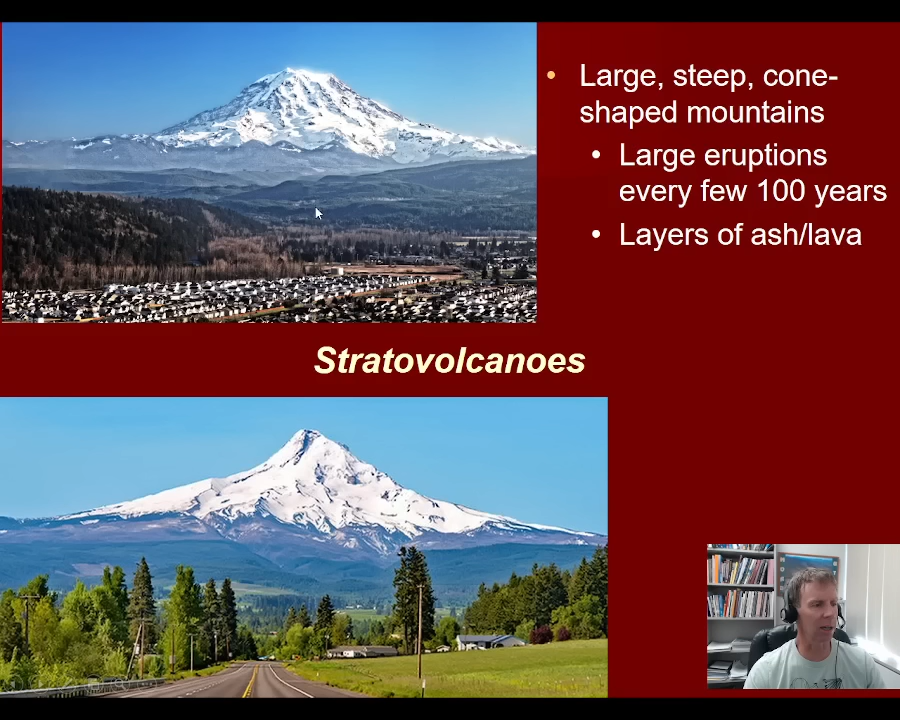 • Large, steep, cone-
shaped mountains
• Large eruptions
every few 100 years
• Layers of ash/lava
Stratovolcanoes